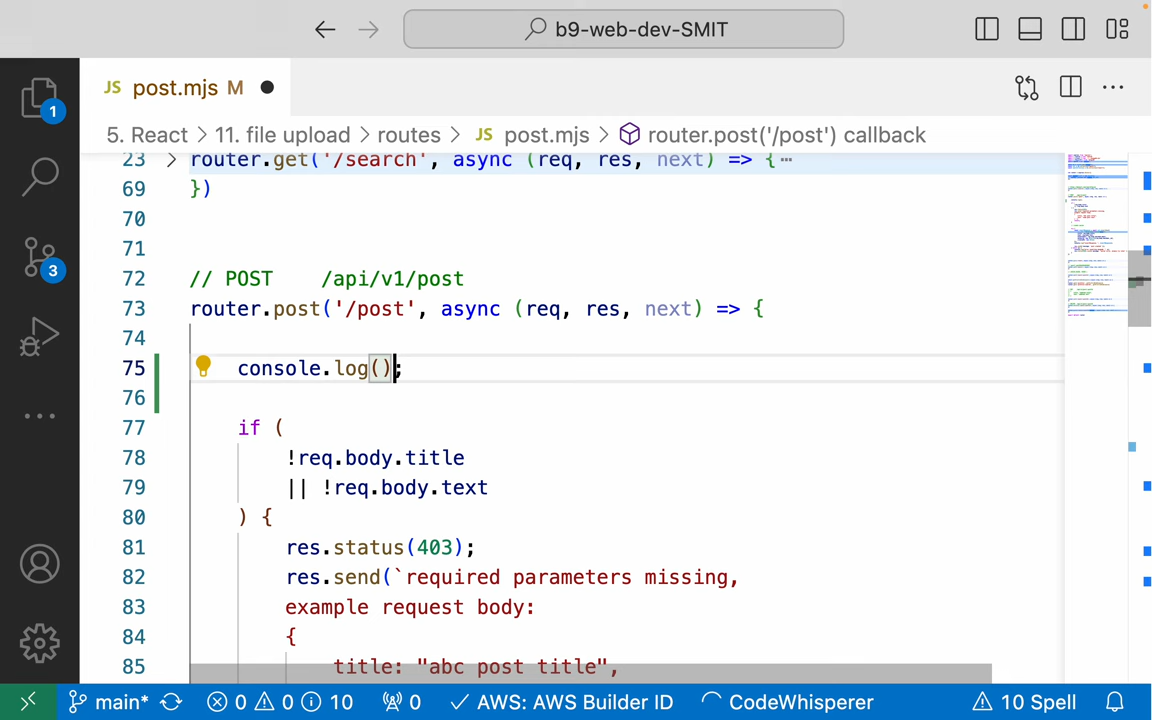 b9-web-dev-SMIT
JS post.mjs M
5. React > 11. file upload > routes > JS post.mjs > router.post('/post') callback
1
3
23 router.get('/search', async (req, res, next) => { ⋯
69 })
70
71
72 // POST /api/v1/post
73 router.post('/post', async (req, res, next) => {
74
75 console.log();
76
77 if (
78 !req.body.title
79 || !req.body.text
80 ) {
81 res.status(403);
82 res.send(`required parameters missing,
83 example request body:
84 {
85 title: "abc post title",
main* 0 0 10 0 AWS: AWS Builder ID CodeWhisperer 10 Spell